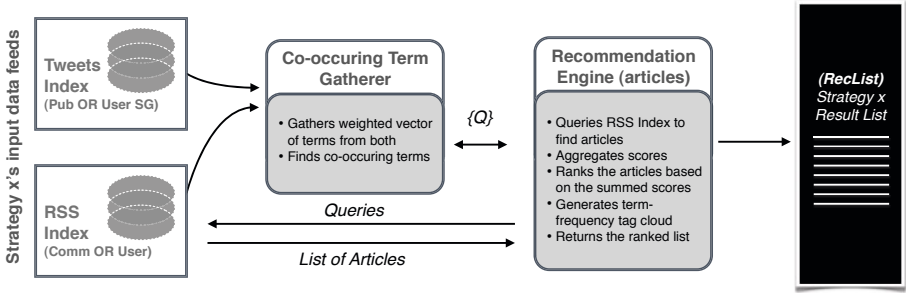 Strategy x's input data feeds
Tweets
Index
(Pub OR User SG)
RSS
Index
(Comm OR User)
Co-occuring Term
Gatherer
• Gathers weighted vector
of terms from both
• Finds co-occuring terms
{Q}
Recommendation
Engine (articles)
• Queries RSS Index to
find articles
• Aggregates scores
• Ranks the articles based
on the summed scores
• Generates term-
frequency tag cloud
• Returns the ranked list
Queries
List of Articles
(RecList)
Strategy x
Result List